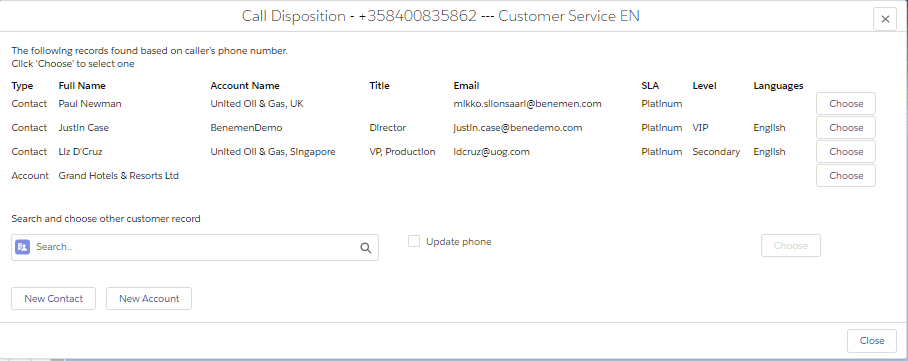 Call Disposition - +358400835862 --- Customer Service EN
×
The following records found based on caller's phone number.
Click 'Choose' to select one
Type Full Name Account Name Title Email SLA Level Languages
Contact Paul Newman United Oil & Gas, UK mikko.silonsaari@benemen.com Platinum Choose
Contact Justin Case BenemenDemo Director justin.case@benedemo.com Platinum VIP English Choose
Contact Liz D'Cruz United Oil & Gas, Singapore VP, Production ldcruz@uog.com Platinum Secondary English Choose
Account Grand Hotels & Resorts Ltd Choose
Search and choose other customer record
Search.. Update phone Choose
New Contact New Account
Close